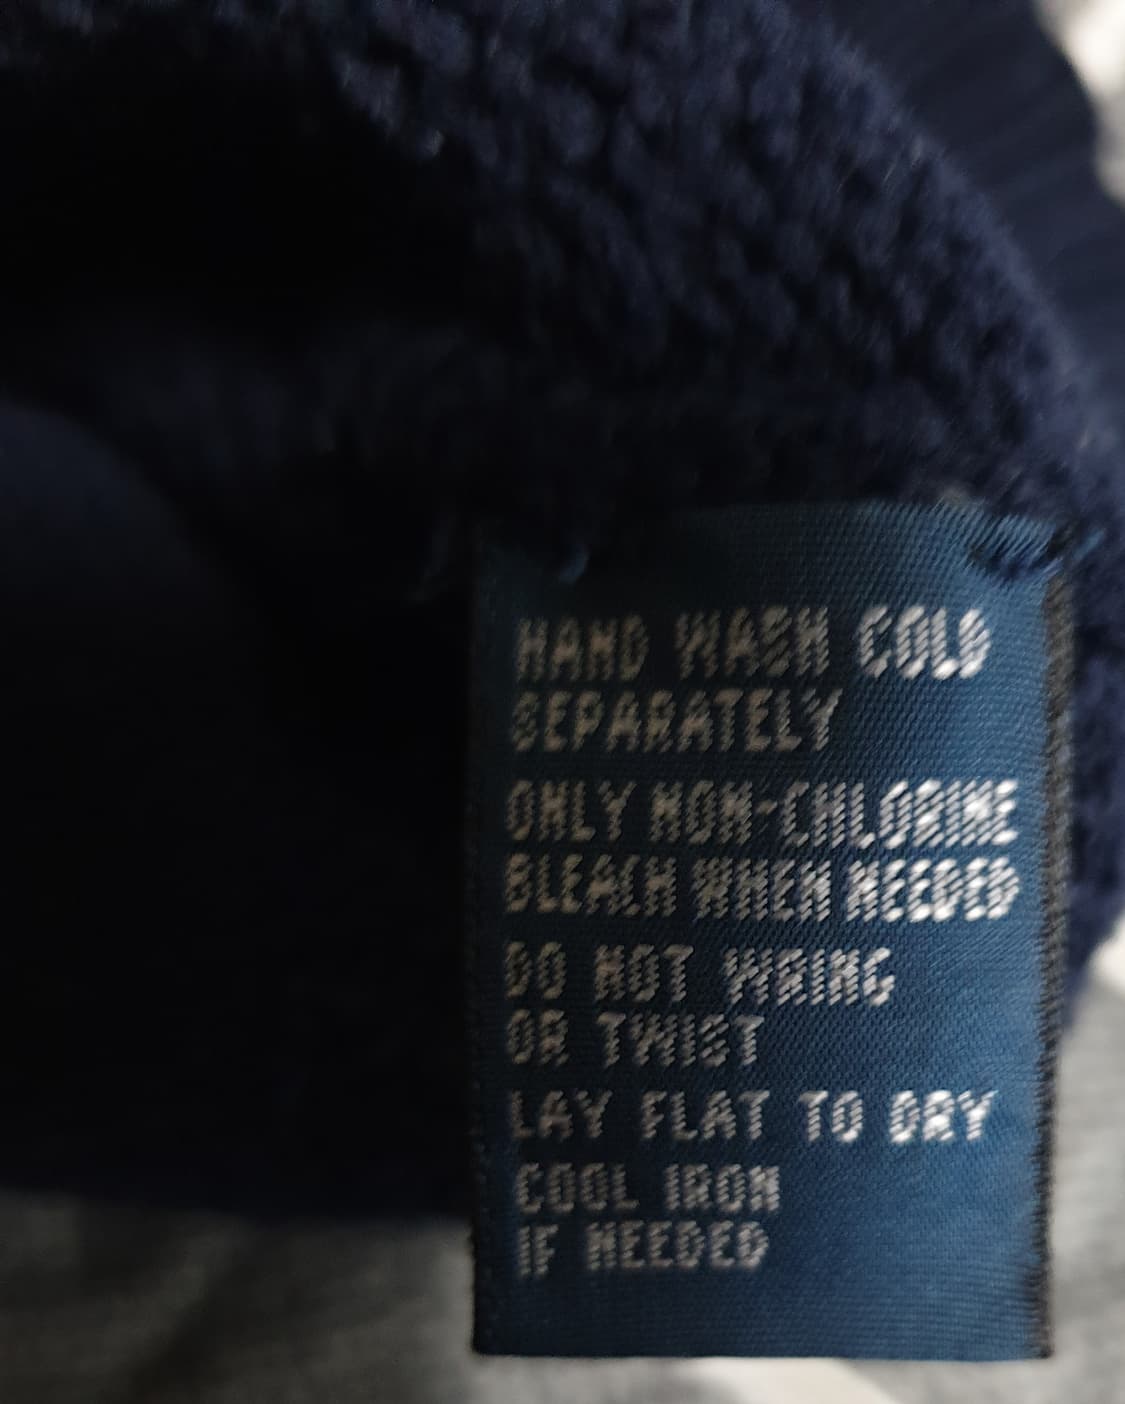 HAND WASH COLD
SEPARATELY
ONLY NON-CHLORINE
BLEACH WHEN NEEDED
DO NOT WRING
OR TWIST
LAY FLAT TO DRY
COOL IRON
IF NEEDED